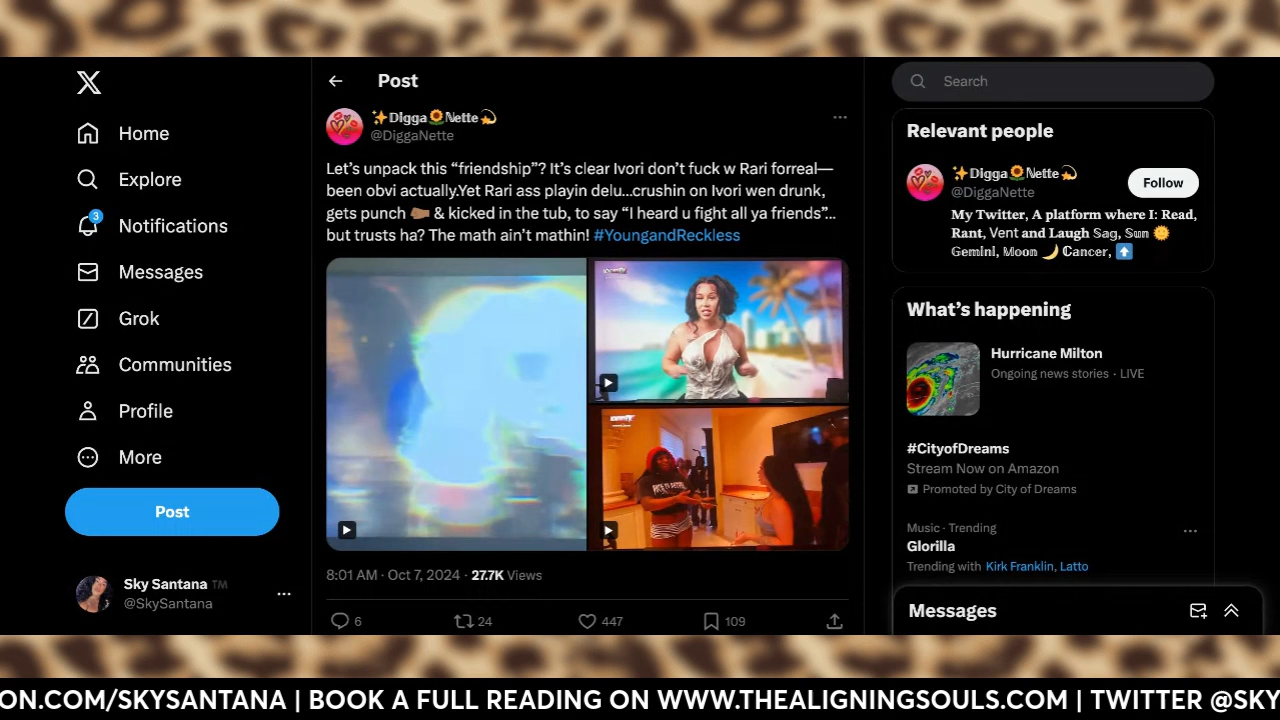 Post
Search
Home
Explore
3
Notifications
Messages
Grok
Communities
Profile
More
Post
Sky Santana ™
@SkySantana
✨𝔻𝕚𝕘𝕘𝕒🌻ℕ𝕖𝕥𝕥𝕖💫
@DiggaNette
Let’s unpack this “friendship”? It’s clear Ivori don’t fuck w Rari forreal—
been obvi actually.Yet Rari ass playin delu...crushin on Ivori wen drunk,
gets punch 🤛🏾 & kicked in the tub, to say “I heard u fight all ya friends”...
but trusts ha? The math ain’t mathin! #YoungandReckless
8:01 AM · Oct 7, 2024 · 27.7K Views
6 24 447 109
Relevant people
✨𝔻𝕚𝕘𝕘𝕒🌻ℕ𝕖𝕥𝕥𝕖💫
@DiggaNette
Follow
My Twitter, A platform where I: Read,
Rant, Vent and Laugh Sag, Sun 🌞
Gemini, Moon 🌙 Cancer, ⬆️
What’s happening
Hurricane Milton
Ongoing news stories · LIVE
#CityofDreams
Stream Now on Amazon
Promoted by City of Dreams
Music · Trending
Glorilla
Trending with Kirk Franklin, Latto
Messages
ON.COM/SKYSANTANA | BOOK A FULL READING ON WWW.THEALIGNINGSOULS.COM | TWITTER @SKY